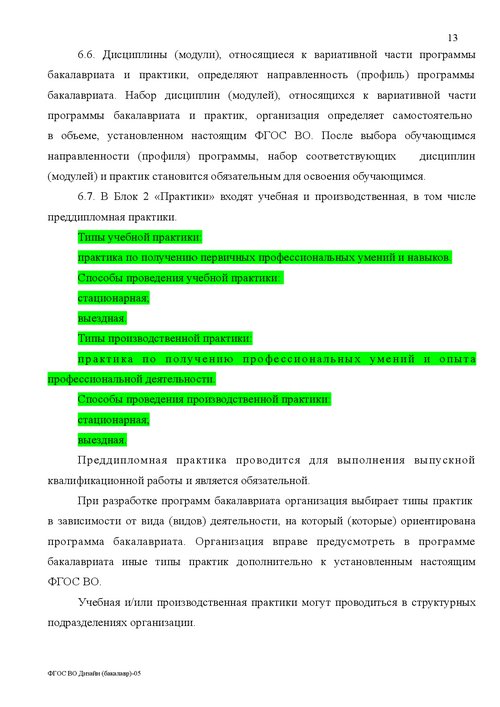 13
6.6. Дисциплины (модули), относящиеся к вариативной части программы
бакалавриата и практики, определяют направленность (профиль) программы
бакалавриата. Набор дисциплин (модулей), относящихся к вариативной части
программы бакалавриата и практик, организация определяет самостоятельно
в объеме, установленном настоящим ФГОС ВО. После выбора обучающимся
направленности (профиля) программы, набор соответствующих дисциплин
(модулей) и практик становится обязательным для освоения обучающимся.
6.7. В Блок 2 «Практики» входят учебная и производственная, в том числе
преддипломная практики.
Типы учебной практики:
практика по получению первичных профессиональных умений и навыков.
Способы проведения учебной практики:
стационарная;
выездная.
Типы производственной практики:
практика по получению профессиональных умений и опыта
профессиональной деятельности.
Способы проведения производственной практики:
стационарная;
выездная.
Преддипломная практика проводится для выполнения выпускной
квалификационной работы и является обязательной.
При разработке программ бакалавриата организация выбирает типы практик
в зависимости от вида (видов) деятельности, на который (которые) ориентирована
программа бакалавриата. Организация вправе предусмотреть в программе
бакалавриата иные типы практик дополнительно к установленным настоящим
ФГОС ВО.
Учебная и/или производственная практики могут проводиться в структурных
подразделениях организации.
ФГОС ВО Дизайн (бакалавр)-05